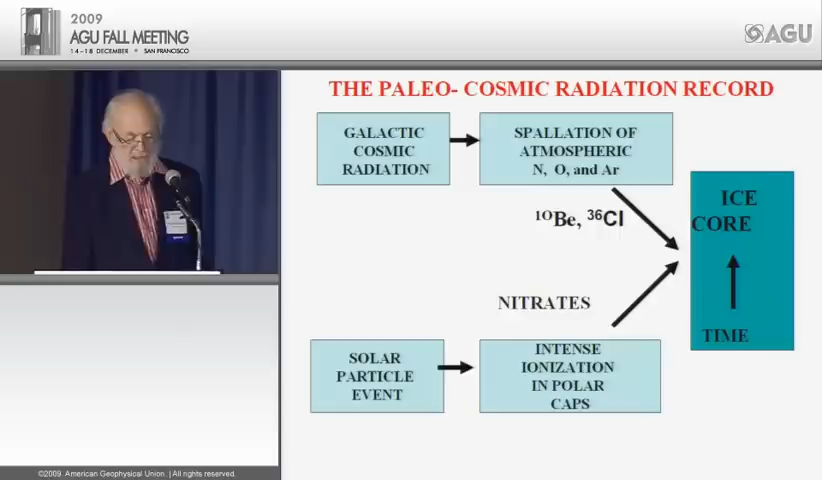 2009
AGU FALL MEETING
14-18 DECEMBER • SAN FRANCISCO
AGU
THE PALEO- COSMIC RADIATION RECORD
GALACTIC
COSMIC
RADIATION
SPALLATION OF
ATMOSPHERIC
N, O, and Ar
¹⁰Be, ³⁶Cl
ICE
CORE
TIME
NITRATES
SOLAR
PARTICLE
EVENT
INTENSE
IONIZATION
IN POLAR
CAPS
©2009. American Geophysical Union. | All rights reserved.